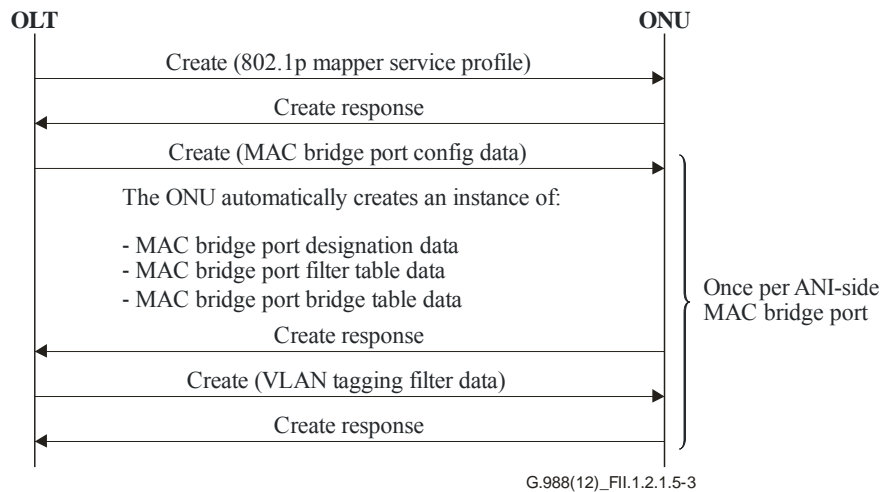 OLT ONU
Create (802.1p mapper service profile)
Create response
Create (MAC bridge port config data)
The ONU automatically creates an instance of:
- MAC bridge port designation data
- MAC bridge port filter table data
- MAC bridge port bridge table data
Once per ANI-side
MAC bridge port
Create response
Create (VLAN tagging filter data)
Create response
G.988(12)_FII.1.2.1.5-3